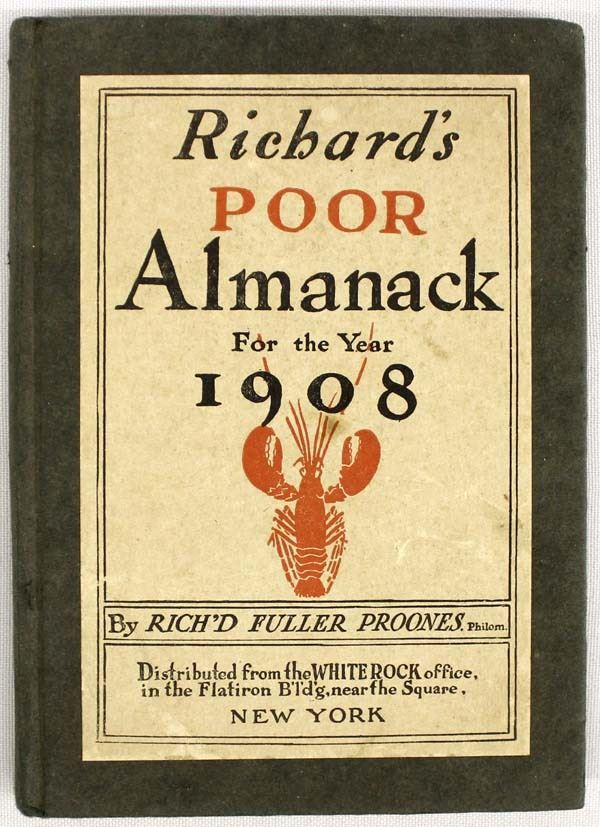 Richard's
POOR
Almanack
For the Year
1908
By RICH'D FULLER PROONES. Philom.
Distributed from the WHITE ROCK office,
in the Flatiron B'l'd'g, near the Square,
NEW YORK